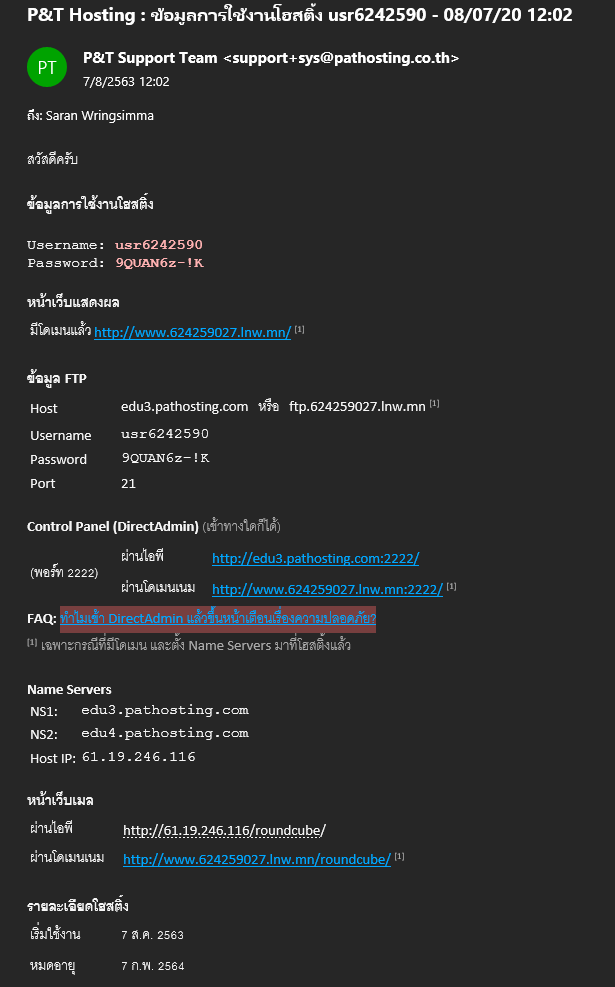 P&T Hosting : ข้อมูลการใช้งานโฮสติ้ง usr6242590 - 08/07/20 12:02
PT
P&T Support Team <support+sys@pathosting.co.th>
7/8/2563 12:02
ถึง: Saran Wringsimma
สวัสดีครับ
ข้อมูลการใช้งานโฮสติ้ง
Username: usr6242590
Password: 9QUAN6z-!K
หน้าเว็บแสดงผล
มีโดเมนแล้ว http://www.624259027.lnw.mn/ [1]
ข้อมูล FTP
Host edu3.pathosting.com หรือ ftp.624259027.lnw.mn [1]
Username usr6242590
Password 9QUAN6z-!K
Port 21
Control Panel (DirectAdmin) (เข้าทางใดก็ได้)
(พอร์ท 2222)
ผ่านไอพี http://edu3.pathosting.com:2222/
ผ่านโดเมนเนม http://www.624259027.lnw.mn:2222/ [1]
FAQ: ทำไมเข้า DirectAdmin แล้วขึ้นหน้าเตือนเรื่องความปลอดภัย?
[1] เฉพาะกรณีที่มีโดเมน และตั้ง Name Servers มาที่โฮสติ้งแล้ว
Name Servers
NS1: edu3.pathosting.com
NS2: edu4.pathosting.com
Host IP: 61.19.246.116
หน้าเว็บเมล
ผ่านไอพี http://61.19.246.116/roundcube/
ผ่านโดเมนเนม http://www.624259027.lnw.mn/roundcube/ [1]
รายละเอียดโฮสติ้ง
เริ่มใช้งาน 7 ส.ค. 2563
หมดอายุ 7 ก.พ. 2564